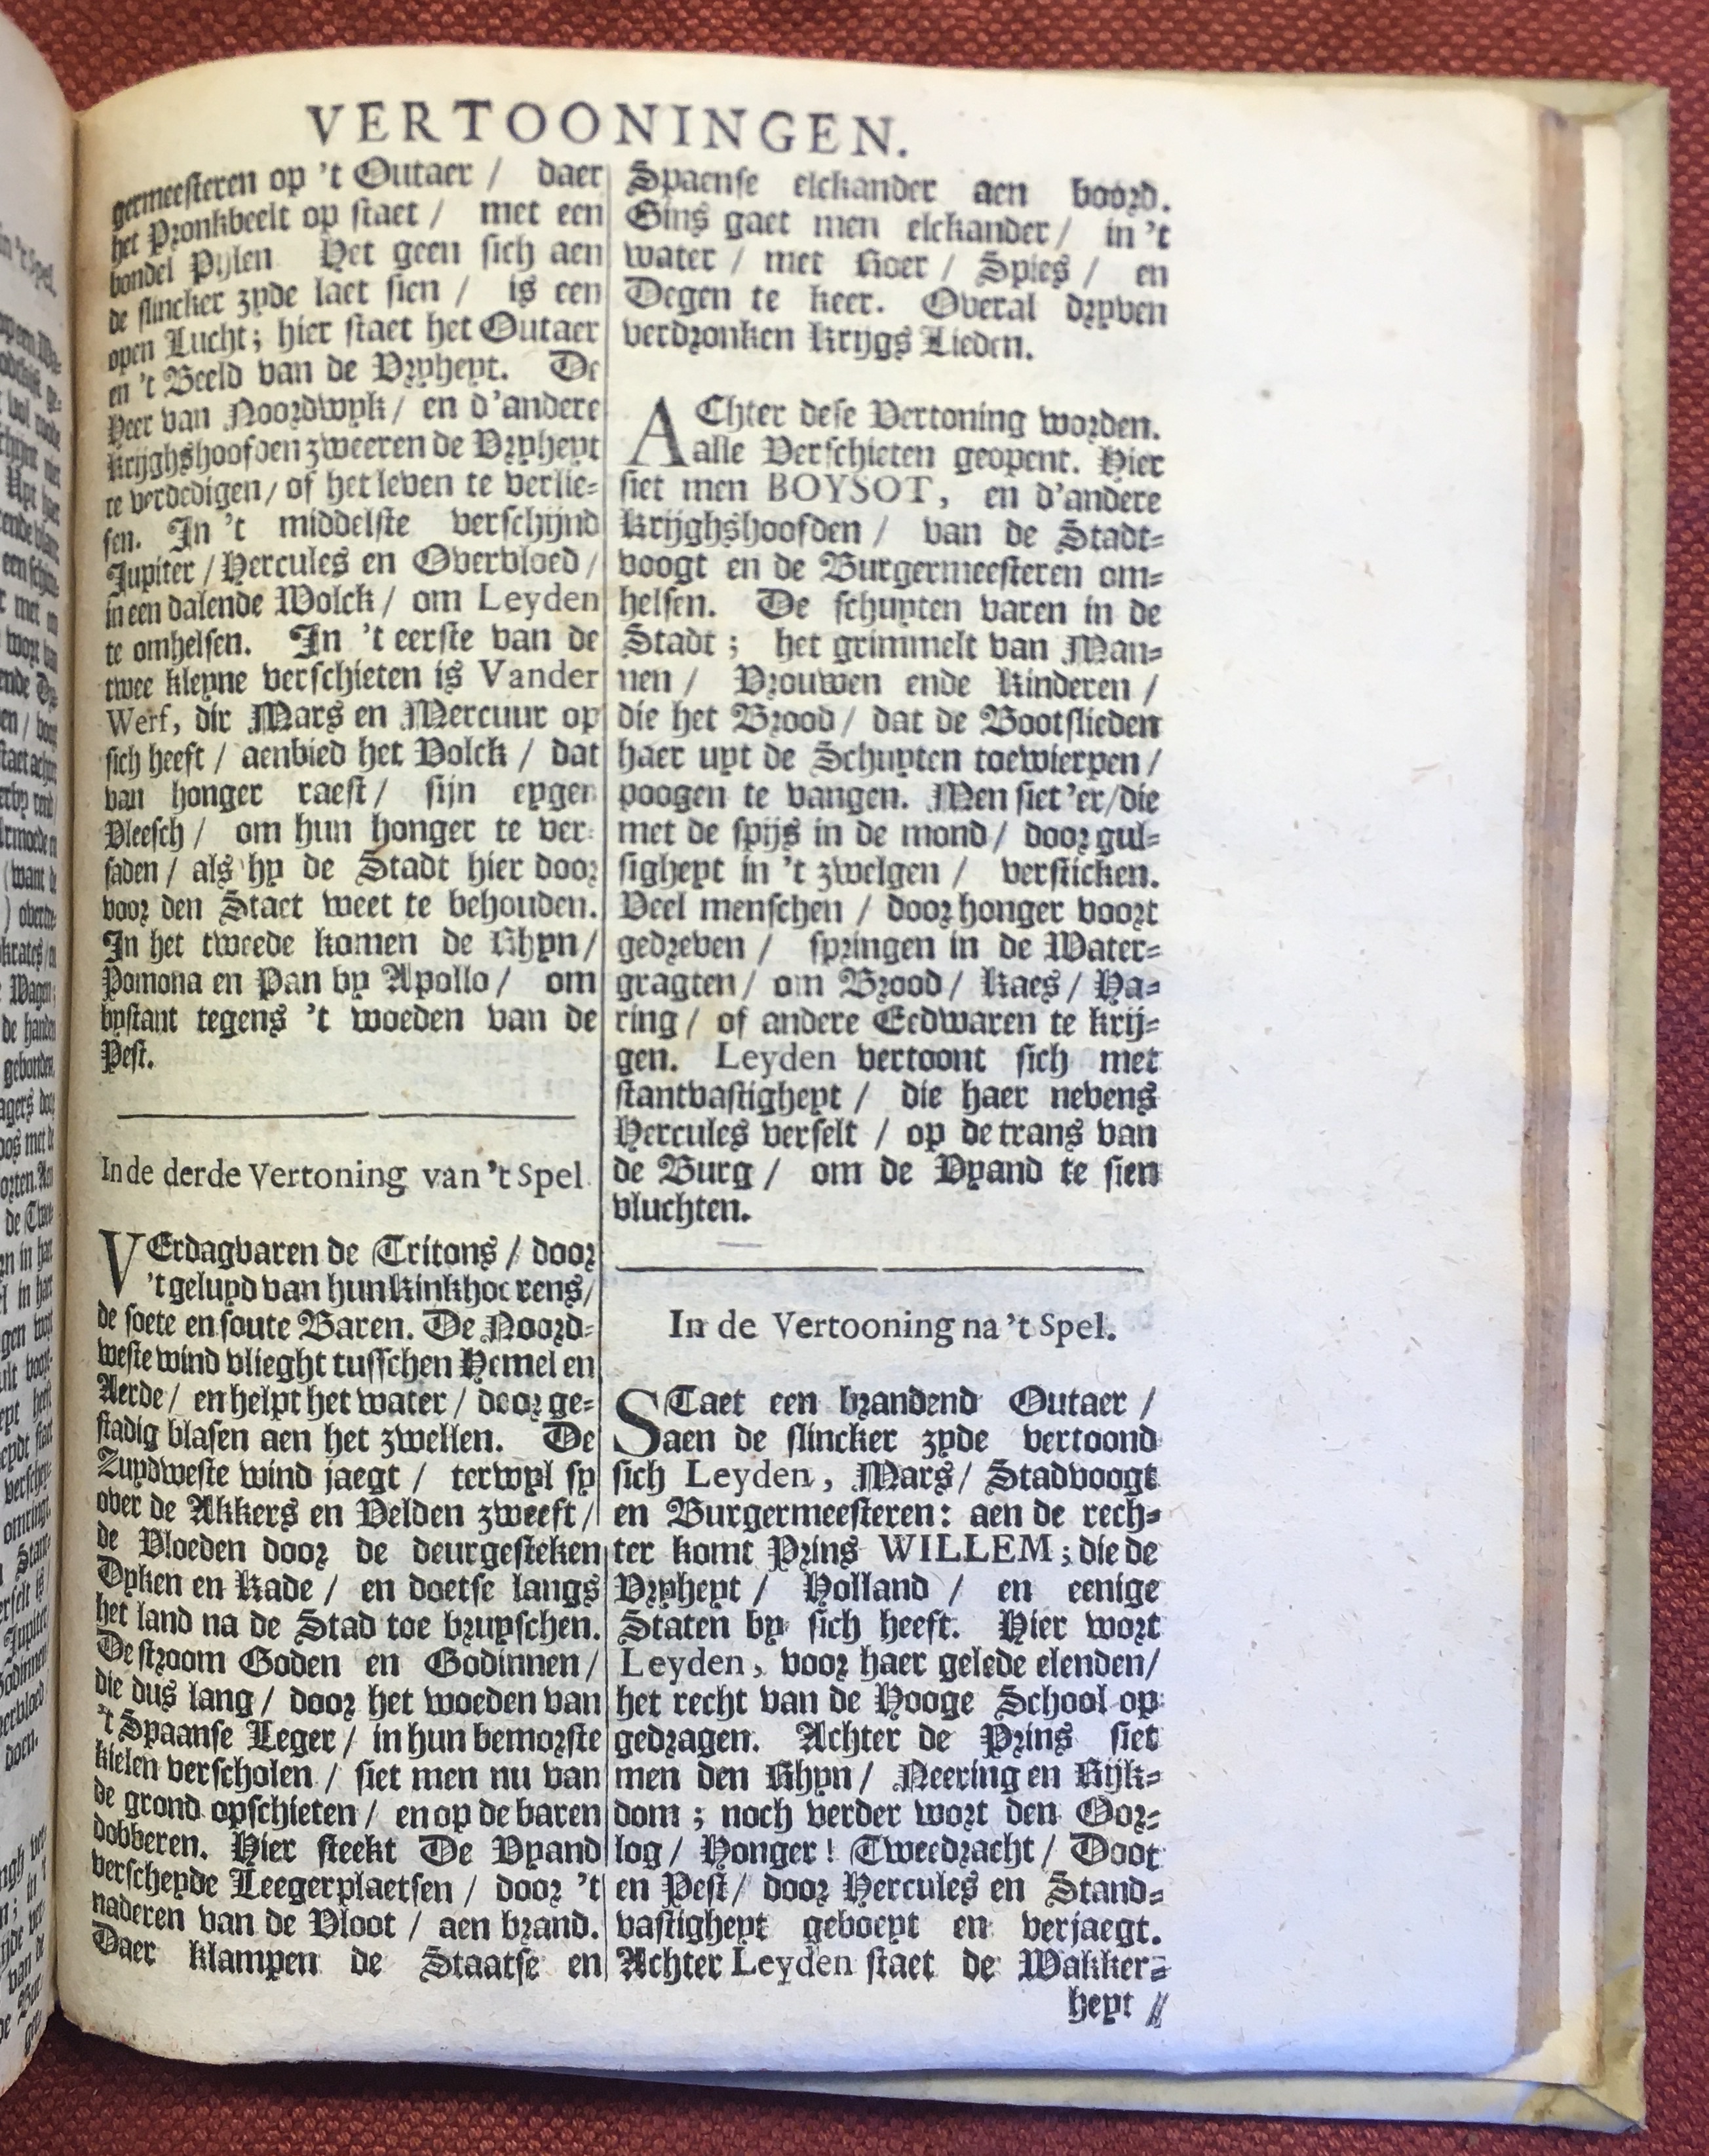 VERTOONINGEN.
germeesteren op 't Outaer / daer
het Pronkbeelt op staet / met een
bondel Pylen Het geen sich aen
de slincker zyde laet sien / is een
open Lucht; hier staet het Outaer
en 't Beeld van de Vryheyt. De
Heer van Noordwyk / en d'andere
Krijghshoofden zweeren de Vryheyt
te verdedigen / of het leven te verlie-
sen. In 't middelste verschijnd
Jupiter / Hercules en Overvloed /
in een dalende Wolck / om Leyden
te omhelsen. In 't eerste van de
twee kleyne verschieten is Vander
Werf, dir Mars en Mercuur op
sich heeft / aenbied het Volck / dat
van honger raest / sijn eygen
Vleesch / om hun honger te ver-
saden / als hy de Stadt hier door
voor den Staet weet te behouden.
In het tweede komen de Rhyn /
Pomona en Pan by Apollo / om
bystant tegens 't woeden van de
Pest.
In de derde Vertoning van 't Spel
VErdagvaren de Tritons / door
't geluyd van hun Kinkhoorens /
de soete en soute Baren. De Noord-
weste wind vlieght tusschen Hemel en
Aerde / en helpt het water / door ge-
stadig blasen aen het zwellen. De
Zuydweste wind jaegt / terwyl sy
over de Akkers en Velden zweeft /
de Vloeden door de deurgesteken
Dyken en Kade / en doetse langs
het land na de Stad toe bruyschen.
De stroom Goden en Godinnen /
die dus lang / door het woeden van
't Spaanse Leger / in hun bemorste
kielen verscholen / siet men nu van
de grond opschieten / en op de baren
dobberen. Hier steekt De Vyand
verscheyde Leegerplaetsen / door 't
naderen van de Vloot / aen brand.
Daer klampen de Staatse en
Spaense elckander aen boord.
Gins gaet men elckander / in 't
water / met Roer / Spies / en
Degen te keer. Overal dryven
verdronken Krygs Lieden.
AChter dese Vertoning worden.
alle Verschieten geopent. Hier
siet men BOYSOT, en d'andere
Krijghshoofden / van de Stadt-
voogt en de Burgermeesteren om-
helsen. De schuyten varen in de
Stadt; het grimmelt van Man-
nen / Vrouwen ende Kinderen /
die het Brood / dat de Bootslieden
haer uyt de Schuyten toewierpen /
poogen te vangen. Men siet 'er / die
met de spijs in de mond / door gul-
sigheyt in 't zwelgen / versticken.
Veel menschen / door honger voort
gedreven / springen in de Water-
gragten / om Brood / Kaes / Ha-
ring / of andere Eedwaren te krij-
gen. Leyden vertoont sich met
stantvastigheyt / die haer nevens
Hercules verselt / op de trans van
de Burg / om de Vyand te sien
vluchten.
In de Vertooning na 't Spel.
STaet een brandend Outaer /
aen de slincker zyde vertoond
sich Leyden, Mars / Stadvoogt
en Burgermeesteren: aen de rech-
ter komt Prins WILLEM; die de
Vryheyt / Holland / en eenige
Staten by sich heeft. Hier wort
Leyden, voor haer gelede elenden /
het recht van de Hooge School op-
gedragen. Achter de Prins siet
men den Rhyn / Neering en Rijk-
dom; noch verder wort den Oor-
log / Honger! Tweedracht / Doot
en Pest / door Hercules en Stand-
vastigheyt geboeyt en verjaegt.
Achter Leyden staet de Wakker-
heyt //